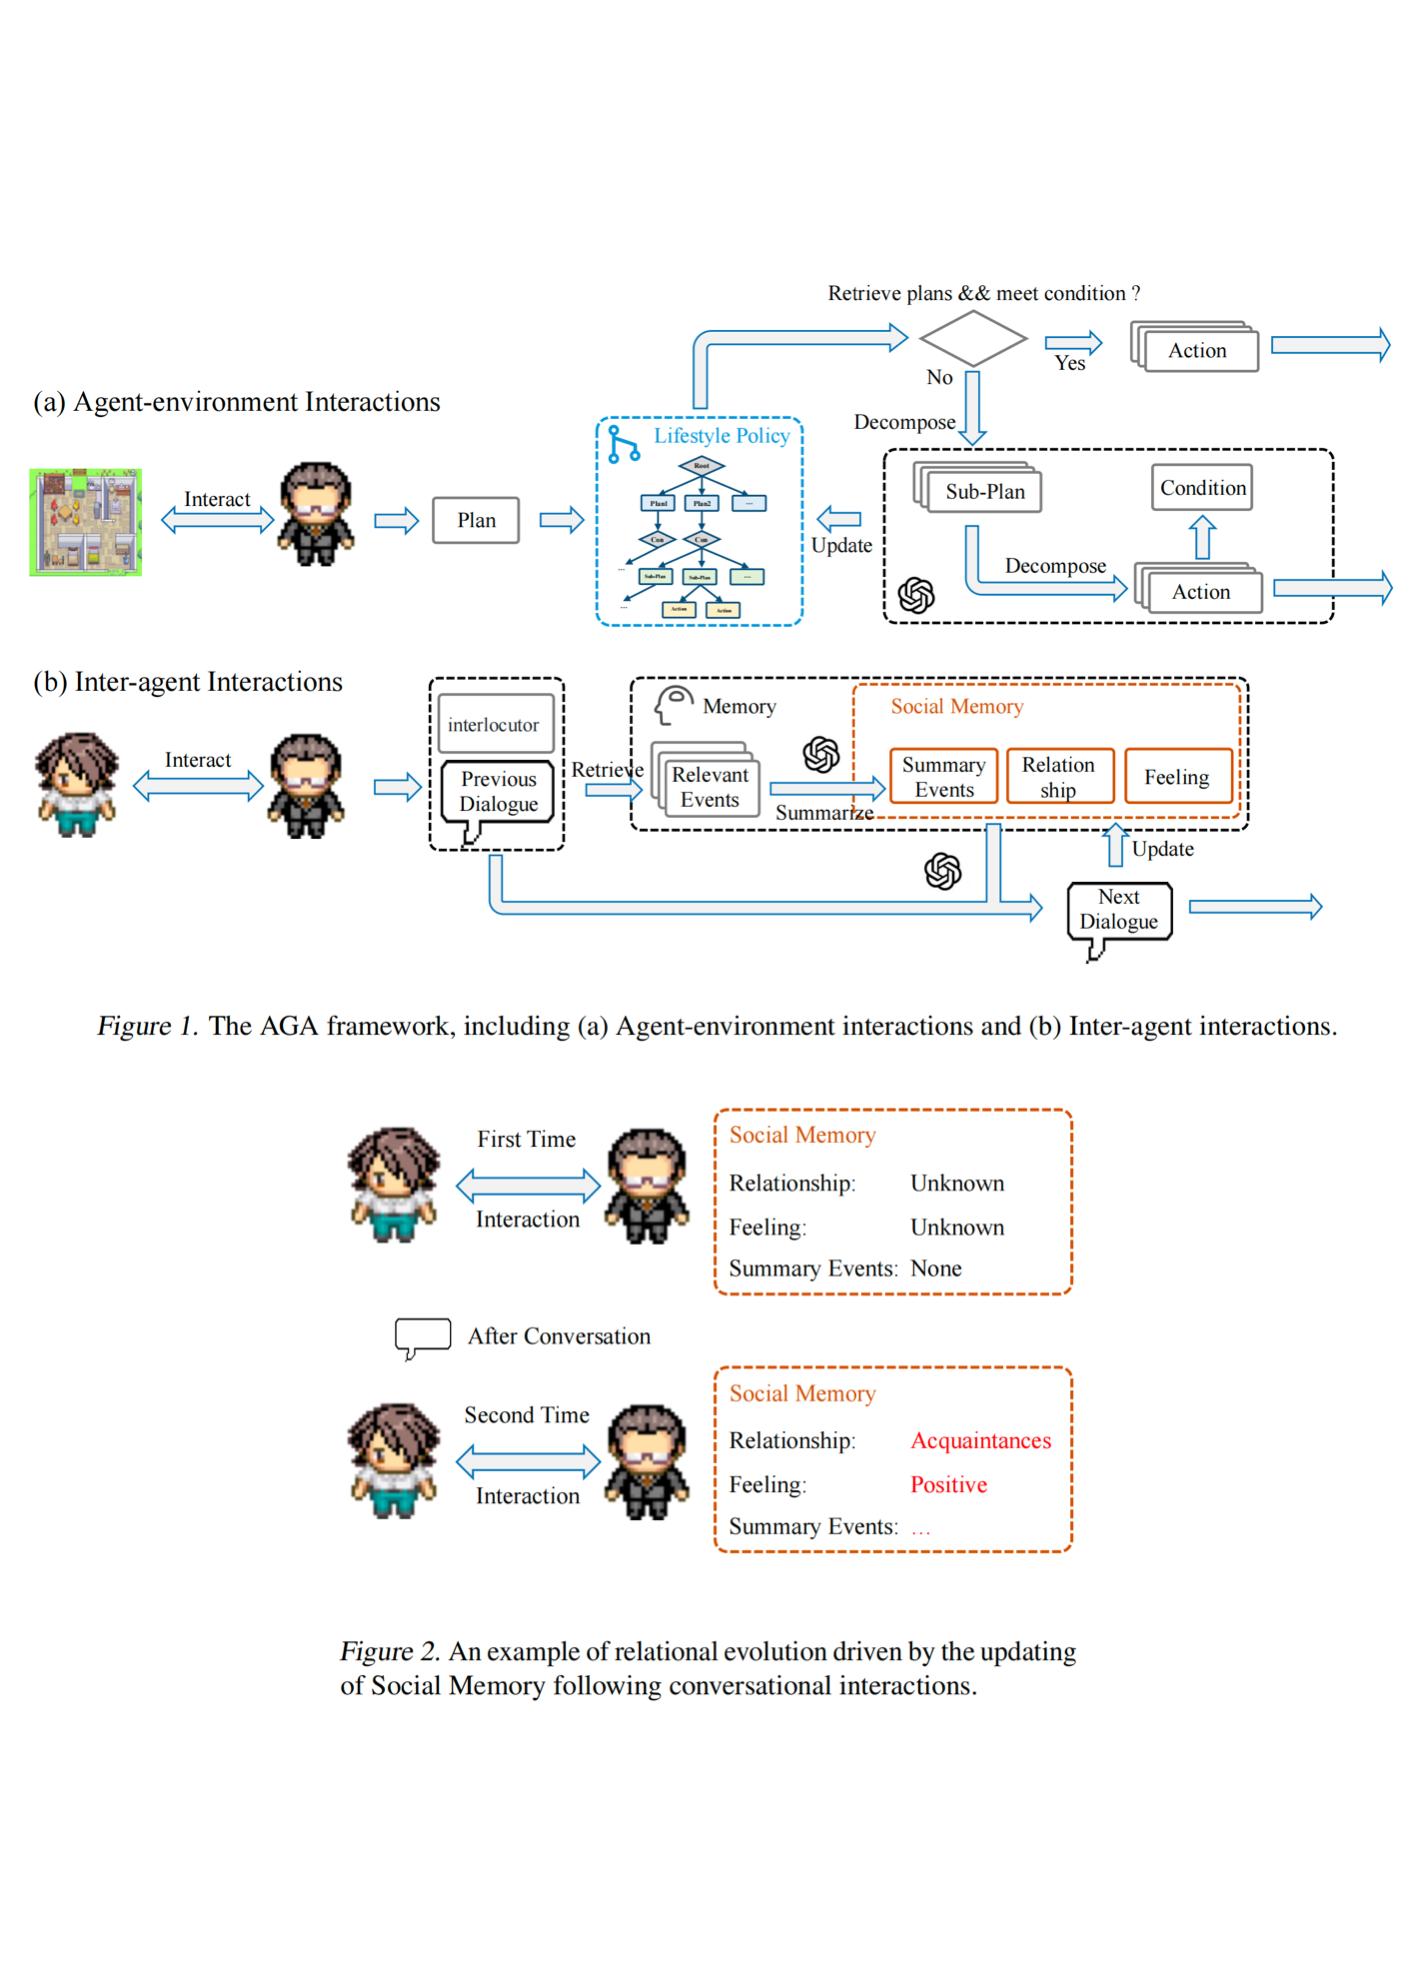 Retrieve plans && meet condition ?
Yes
Action
No
Decompose
(a) Agent-environment Interactions
Interact
Plan
Lifestyle Policy
Root
Plan1
Plan2
...
Con
Con
...
Sub-Plan
Sub-Plan
...
...
Action
Action
Update
Sub-Plan
Condition
Decompose
Action
(b) Inter-agent Interactions
Interact
interlocutor
Previous
Dialogue
Retrieve
Memory
Relevant
Events
Summarize
Social Memory
Summary
Events
Relation
ship
Feeling
Update
Next
Dialogue
Figure 1. The AGA framework, including (a) Agent-environment interactions and (b) Inter-agent interactions.
First Time
Interaction
Social Memory
Relationship: Unknown
Feeling: Unknown
Summary Events: None
After Conversation
Second Time
Interaction
Social Memory
Relationship: Acquaintances
Feeling: Positive
Summary Events: ...
Figure 2. An example of relational evolution driven by the updating
of Social Memory following conversational interactions.